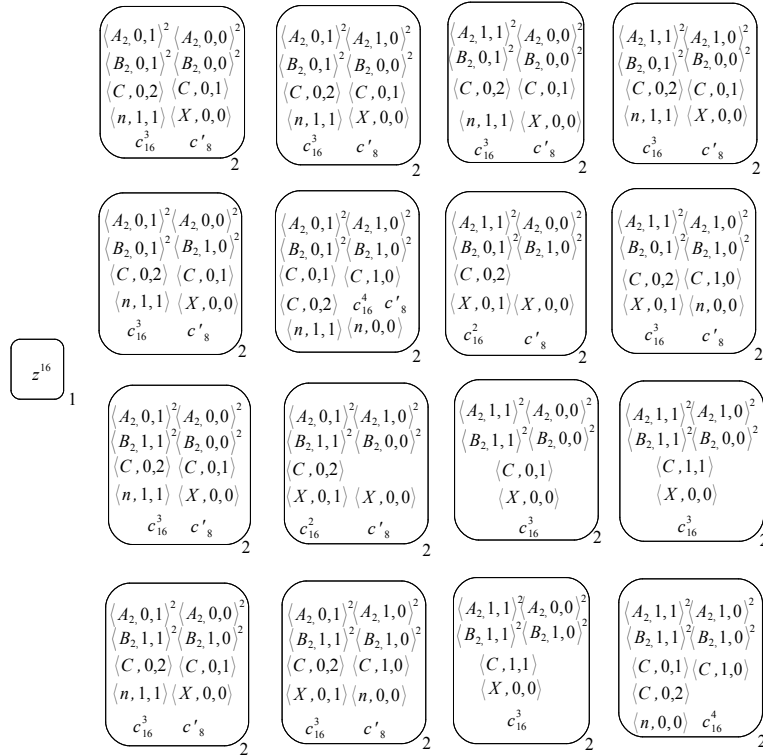 ⟨A₂,0,1⟩² ⟨A₂,0,0⟩²
⟨B₂,0,1⟩² ⟨B₂,0,0⟩²
⟨C,0,2⟩ ⟨C,0,1⟩
⟨n,1,1⟩ ⟨X,0,0⟩
c³₁₆ c′₈
2
⟨A₂,0,1⟩² ⟨A₂,1,0⟩²
⟨B₂,0,1⟩² ⟨B₂,0,0⟩²
⟨C,0,2⟩ ⟨C,0,1⟩
⟨n,1,1⟩ ⟨X,0,0⟩
c³₁₆ c′₈
2
⟨A₂,1,1⟩² ⟨A₂,0,0⟩²
⟨B₂,0,1⟩² ⟨B₂,0,0⟩²
⟨C,0,2⟩ ⟨C,0,1⟩
⟨n,1,1⟩ ⟨X,0,0⟩
c³₁₆ c′₈
2
⟨A₂,1,1⟩² ⟨A₂,1,0⟩²
⟨B₂,0,1⟩² ⟨B₂,0,0⟩²
⟨C,0,2⟩ ⟨C,0,1⟩
⟨n,1,1⟩ ⟨X,0,0⟩
c³₁₆ c′₈
2
⟨A₂,0,1⟩² ⟨A₂,0,0⟩²
⟨B₂,0,1⟩² ⟨B₂,1,0⟩²
⟨C,0,2⟩ ⟨C,0,1⟩
⟨n,1,1⟩ ⟨X,0,0⟩
c³₁₆ c′₈
2
⟨A₂,0,1⟩² ⟨A₂,1,0⟩²
⟨B₂,0,1⟩² ⟨B₂,1,0⟩²
⟨C,0,1⟩ ⟨C,1,0⟩
⟨C,0,2⟩ c⁴₁₆ c′₈
⟨n,1,1⟩ ⟨n,0,0⟩
2
⟨A₂,1,1⟩² ⟨A₂,0,0⟩²
⟨B₂,0,1⟩² ⟨B₂,1,0⟩²
⟨C,0,2⟩
⟨X,0,1⟩ ⟨X,0,0⟩
c²₁₆ c′₈
2
⟨A₂,1,1⟩² ⟨A₂,1,0⟩²
⟨B₂,0,1⟩² ⟨B₂,1,0⟩²
⟨C,0,2⟩ ⟨C,1,0⟩
⟨X,0,1⟩ ⟨n,0,0⟩
c³₁₆ c′₈
2
z¹⁶
1
⟨A₂,0,1⟩² ⟨A₂,0,0⟩²
⟨B₂,1,1⟩² ⟨B₂,0,0⟩²
⟨C,0,2⟩ ⟨C,0,1⟩
⟨n,1,1⟩ ⟨X,0,0⟩
c³₁₆ c′₈
2
⟨A₂,0,1⟩² ⟨A₂,1,0⟩²
⟨B₂,1,1⟩² ⟨B₂,0,0⟩²
⟨C,0,2⟩
⟨X,0,1⟩ ⟨X,0,0⟩
c²₁₆ c′₈
2
⟨A₂,1,1⟩² ⟨A₂,0,0⟩²
⟨B₂,1,1⟩² ⟨B₂,0,0⟩²
⟨C,0,1⟩
⟨X,0,0⟩
c³₁₆
2
⟨A₂,1,1⟩² ⟨A₂,1,0⟩²
⟨B₂,1,1⟩² ⟨B₂,0,0⟩²
⟨C,1,1⟩
⟨X,0,0⟩
c³₁₆
2
⟨A₂,0,1⟩² ⟨A₂,0,0⟩²
⟨B₂,1,1⟩² ⟨B₂,1,0⟩²
⟨C,0,2⟩ ⟨C,0,1⟩
⟨n,1,1⟩ ⟨X,0,0⟩
c³₁₆ c′₈
2
⟨A₂,0,1⟩² ⟨A₂,1,0⟩²
⟨B₂,1,1⟩² ⟨B₂,1,0⟩²
⟨C,0,2⟩ ⟨C,1,0⟩
⟨X,0,1⟩ ⟨n,0,0⟩
c³₁₆ c′₈
2
⟨A₂,1,1⟩² ⟨A₂,0,0⟩²
⟨B₂,1,1⟩² ⟨B₂,1,0⟩²
⟨C,1,1⟩
⟨X,0,0⟩
c³₁₆
2
⟨A₂,1,1⟩² ⟨A₂,1,0⟩²
⟨B₂,1,1⟩² ⟨B₂,1,0⟩²
⟨C,0,1⟩ ⟨C,1,0⟩
⟨C,0,2⟩
⟨n,0,0⟩ c⁴₁₆
2